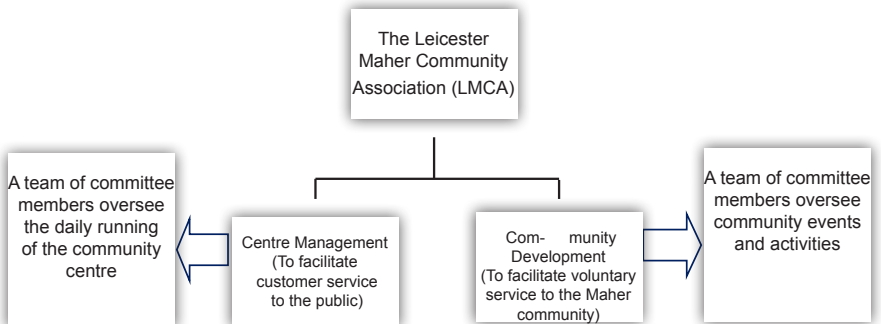 The Leicester
Maher Community
Association (LMCA)
A team of committee
members oversee
the daily running
of the community
centre
Centre Management
(To facilitate
customer service
to the public)
Com- munity
Development
(To facilitate voluntary
service to the Maher
community)
A team of committee
members oversee
community events
and activities